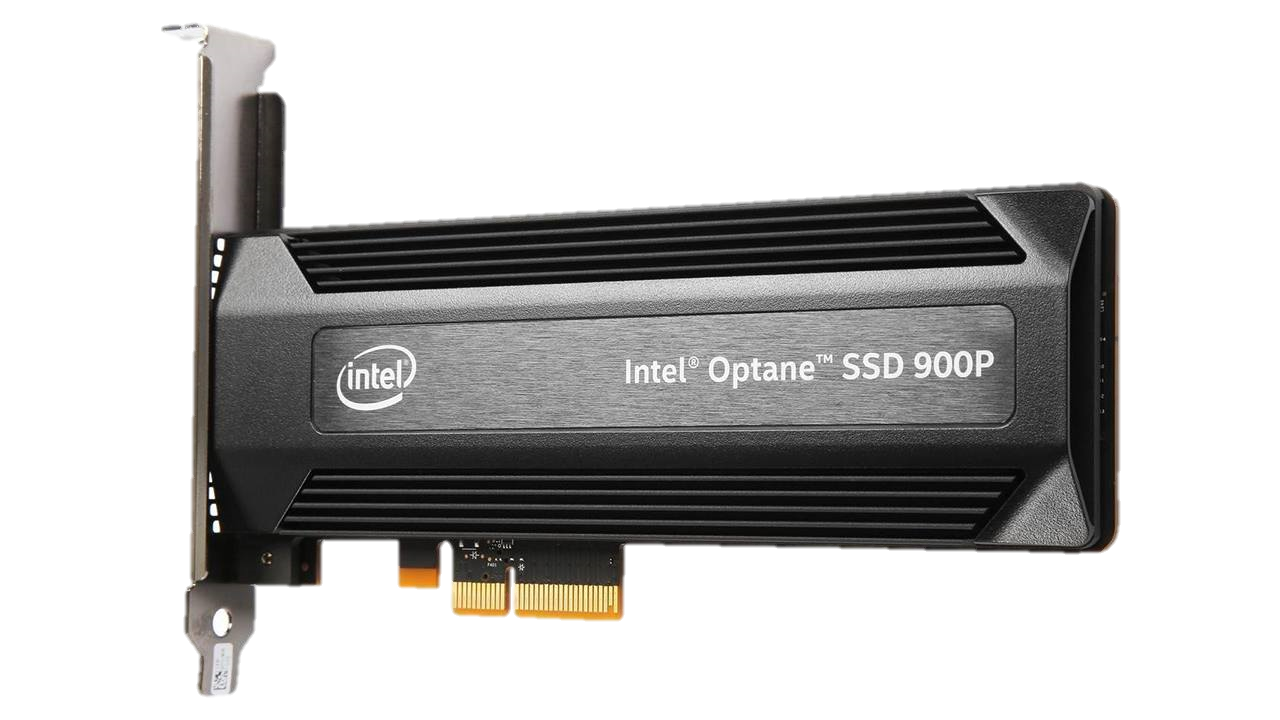 intel
Intel® Optane™ SSD 900P